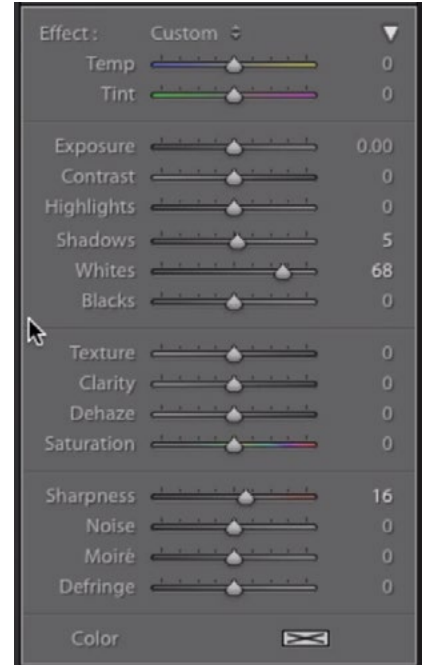 Effect : Custom
Temp 0
Tint 0
Exposure 0.00
Contrast 0
Highlights 0
Shadows 5
Whites 68
Blacks 0
Texture 0
Clarity 0
Dehaze 0
Saturation 0
Sharpness 16
Noise 0
Moiré 0
Defringe 0
Color